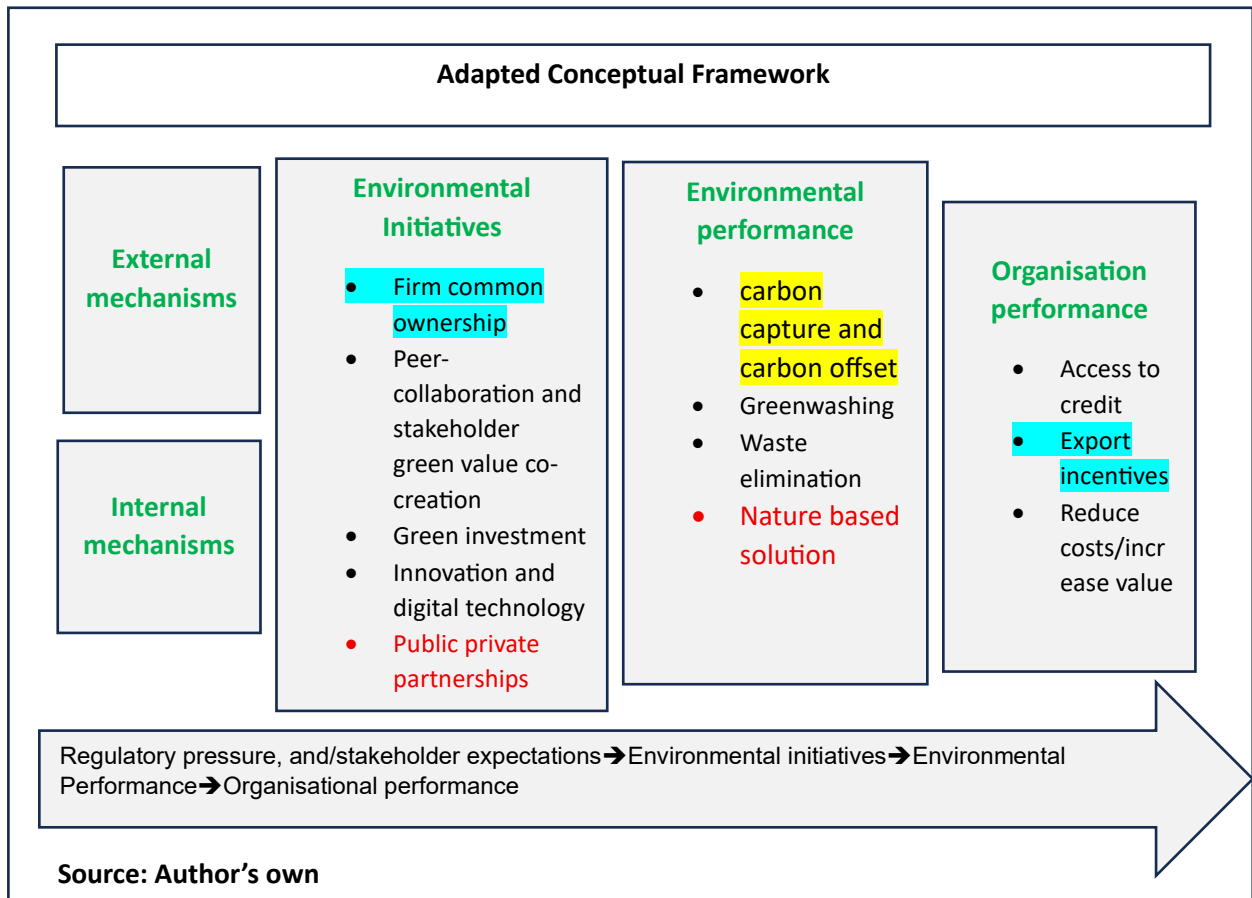 Adapted Conceptual Framework
External
mechanisms
Internal
mechanisms
Environmental
Initiatives
• Firm common
ownership
• Peer-
collaboration and
stakeholder
green value co-
creation
• Green investment
• Innovation and
digital technology
• Public private
partnerships
Environmental
performance
• carbon
capture and
carbon offset
• Greenwashing
• Waste
elimination
• Nature based
solution
Organisation
performance
• Access to
credit
• Export
incentives
• Reduce
costs/incr
ease value
Regulatory pressure, and/stakeholder expectations➔Environmental initiatives➔Environmental
Performance➔Organisational performance
Source: Author’s own